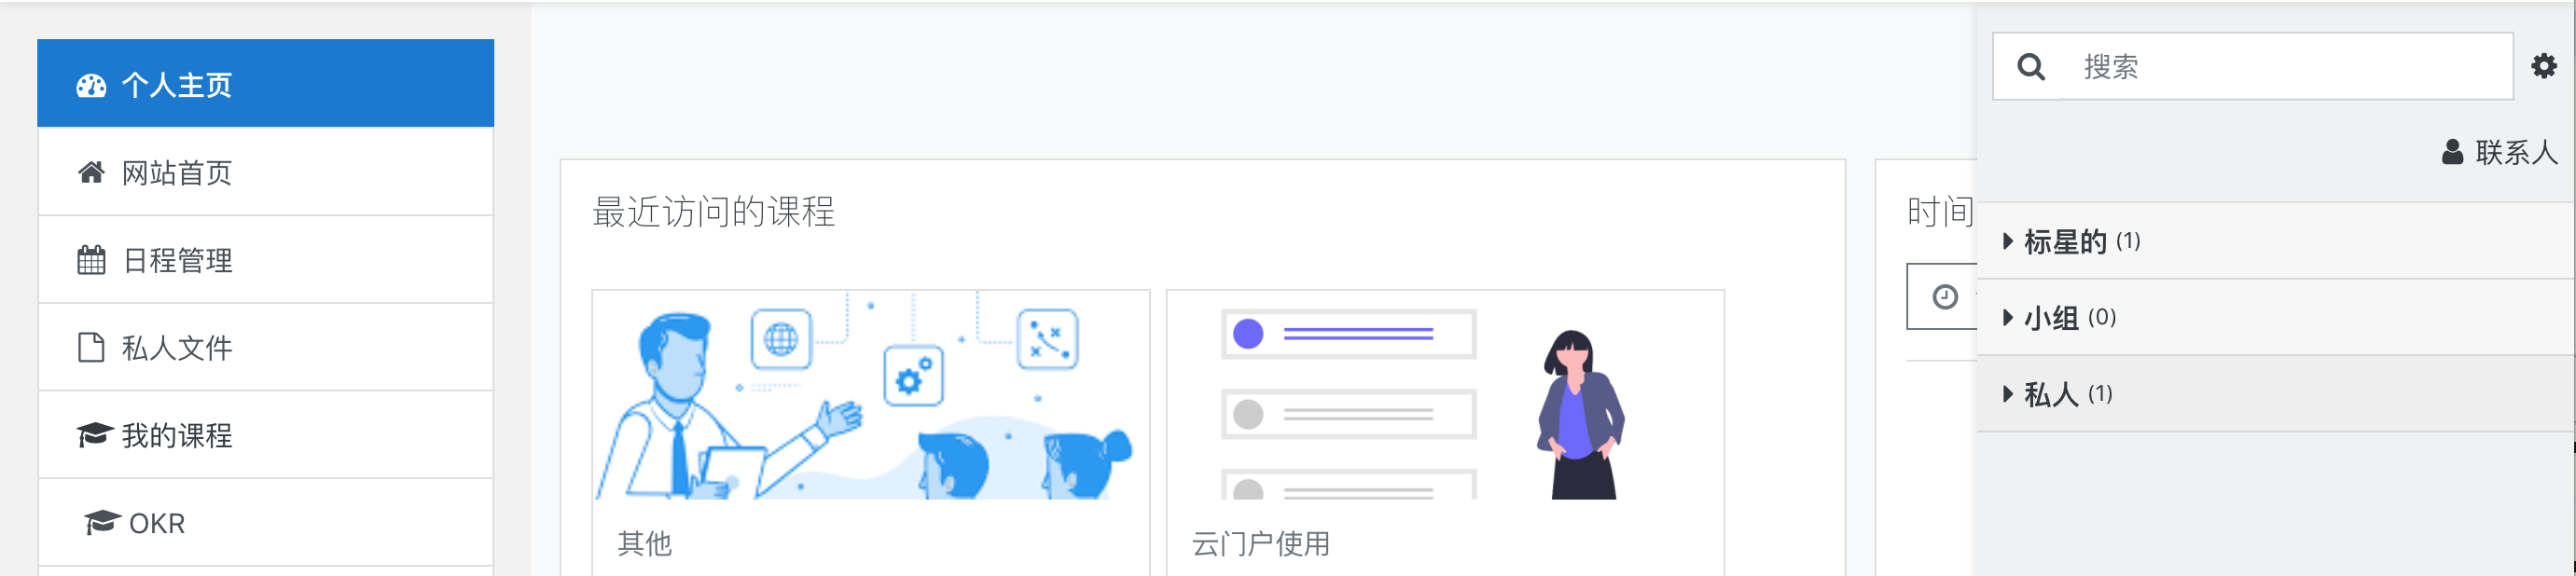 个人主页
网站首页
日程管理
私人文件
我的课程
OKR
最近访问的课程
其他
云门户使用
时间
搜索
联系人
标星的 (1)
小组 (0)
私人 (1)